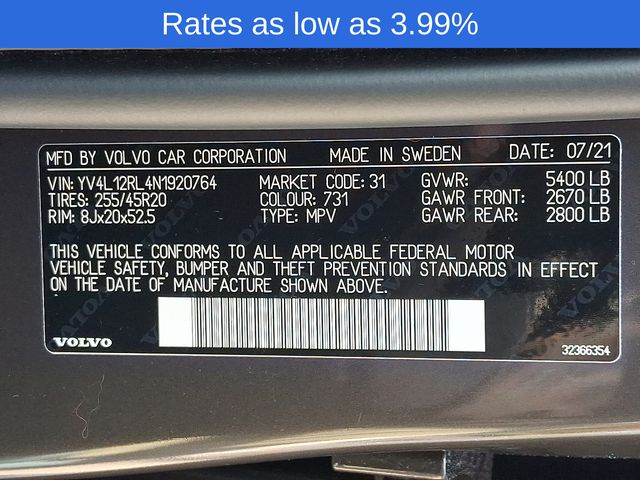 Rates as low as 3.99%
MFD BY VOLVO CAR CORPORATION MADE IN SWEDEN DATE: 07/21
VIN: YV4L12RL4N1920764 MARKET CODE: 31 GVWR: 5400 LB
TIRES: 255/45R20 COLOUR: 731 GAWR FRONT: 2670 LB
RIM: 8Jx20x52.5 TYPE: MPV GAWR REAR: 2800 LB
THIS VEHICLE CONFORMS TO ALL APPLICABLE FEDERAL MOTOR
VEHICLE SAFETY, BUMPER AND THEFT PREVENTION STANDARDS IN EFFECT
ON THE DATE OF MANUFACTURE SHOWN ABOVE.
VOLVO 32366354